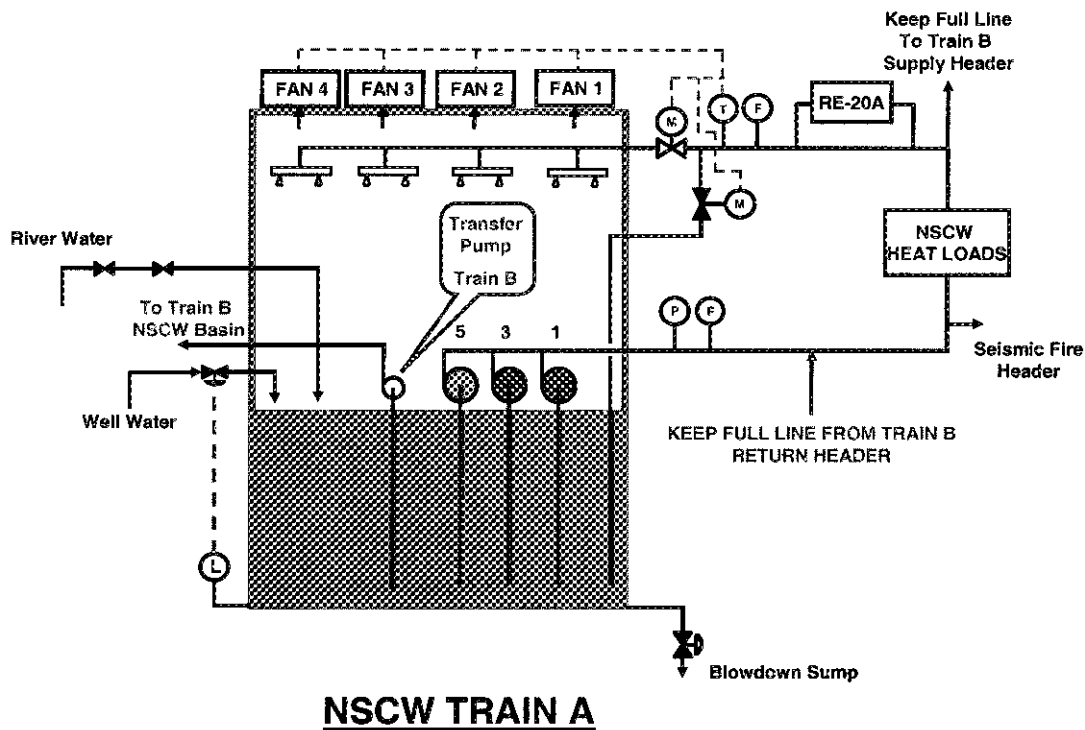 Keep Full Line
To Train B
Supply Header
FAN 4
FAN 3
FAN 2
FAN 1
RE-20A
M
T
F
M
Transfer
Pump
Train B
NSCW
HEAT LOADS
River Water
To Train B
NSCW Basin
5
3
1
P
F
Seismic Fire
Header
Well Water
KEEP FULL LINE FROM TRAIN B
RETURN HEADER
L
Blowdown Sump
NSCW TRAIN A